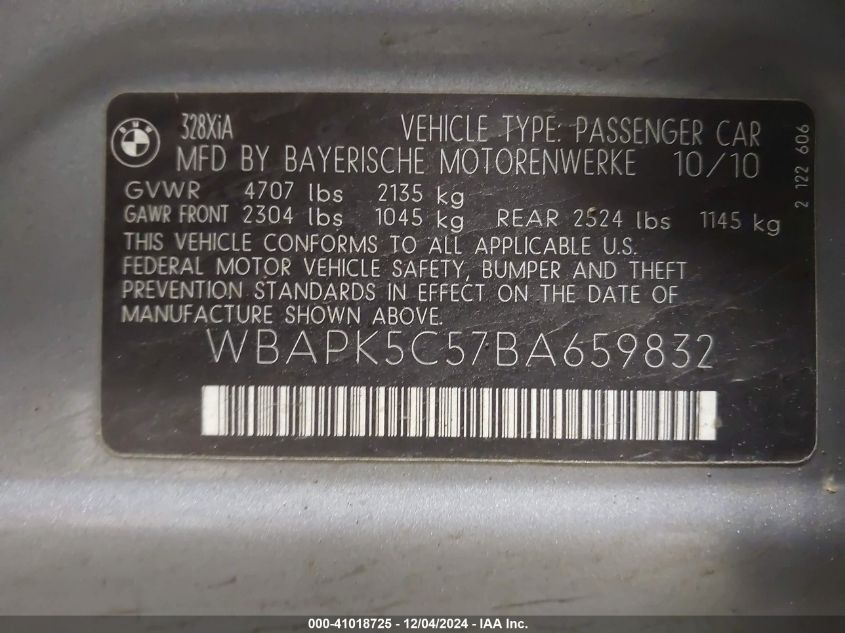 BMW
328XiA VEHICLE TYPE: PASSENGER CAR
MFD BY BAYERISCHE MOTORENWERKE 10/10
GVWR 4707 lbs 2135 kg
GAWR FRONT 2304 lbs 1045 kg REAR 2524 lbs 1145 kg
THIS VEHICLE CONFORMS TO ALL APPLICABLE U.S.
FEDERAL MOTOR VEHICLE SAFETY, BUMPER AND THEFT
PREVENTION STANDARDS IN EFFECT ON THE DATE OF
MANUFACTURE SHOWN ABOVE.
WBAPK5C57BA659832
2 122 606
000-41018725 - 12/04/2024 - IAA Inc.